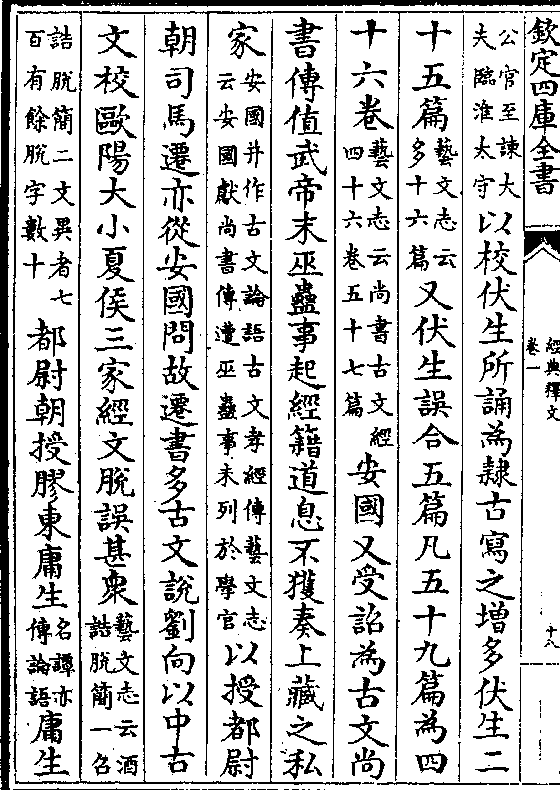 欽定四庫全書
經典釋文
卷一
十八
公官至諫大夫臨淮太守以校伏生所誦為隸古寫之增多伏生二
十五篇藝文志云多十六篇又伏生誤合五篇凡五十九篇為四
十六卷藝文志云尚書古文經四十六卷五十七篇安國又受詔為古文尚
書傳值武帝末巫蠱事起經籍道息不獲奏上藏之私
家安國并作古文論語古文孝經傳藝文志云安國獻尚書傳遭巫蠱事未列於學官以授都尉
朝司馬遷亦從安國問故遷書多古文說劉向以中古
文校歐陽大小夏侯三家經文脫誤甚衆藝文志云酒誥脫簡一召
誥脫簡二文異者七百有餘脫字數十都尉朝授膠東庸生名譚亦傳論語庸生